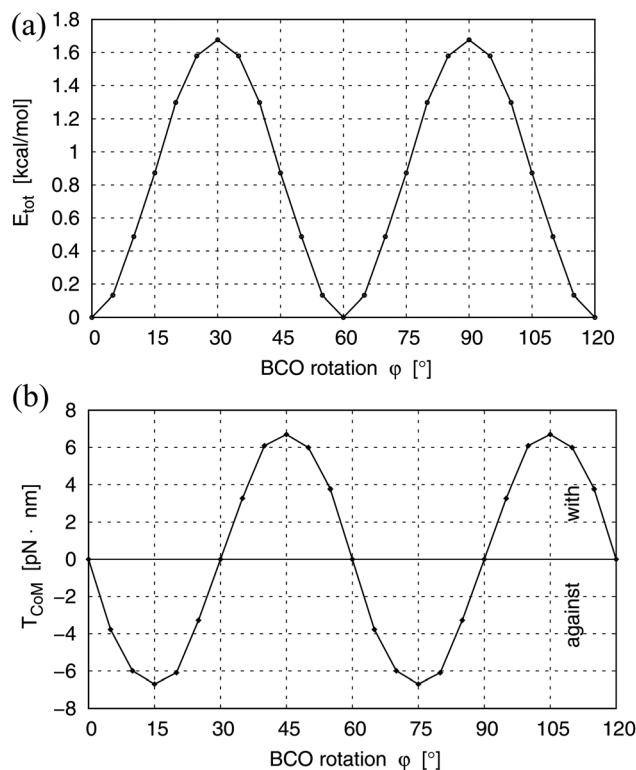 (a)
E_tot [kcal/mol]
1.8
1.6
1.4
1.2
1
0.8
0.6
0.4
0.2
0
0 15 30 45 60 75 90 105 120
BCO rotation φ [°]
(b)
T_CoM [pN · nm]
8
6
4
2
0
−2
−4
−6
−8
with
against
0 15 30 45 60 75 90 105 120
BCO rotation φ [°]